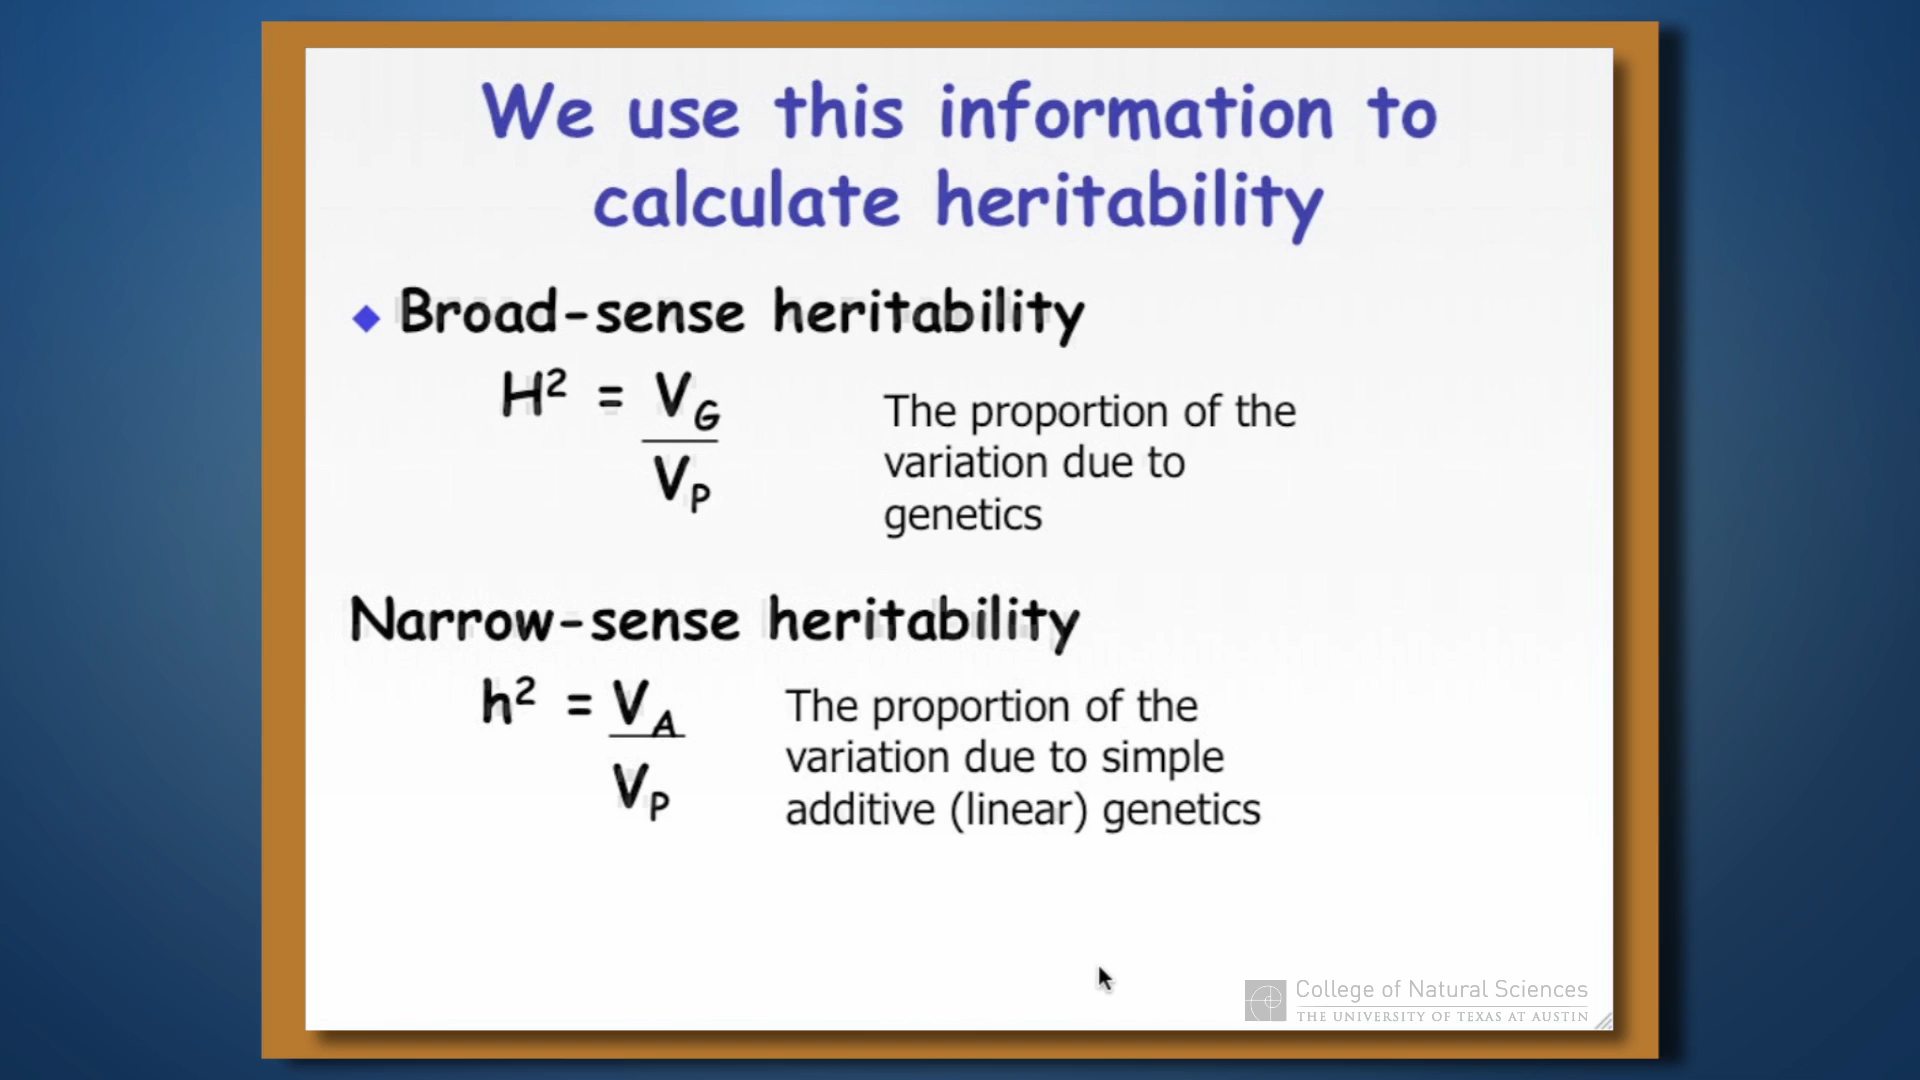 We use this information to
calculate heritability
Broad-sense heritability
H² = V_G
V_P
The proportion of the
variation due to
genetics
Narrow-sense heritability
h² = V_A
V_P
The proportion of the
variation due to simple
additive (linear) genetics
College of Natural Sciences
THE UNIVERSITY OF TEXAS AT AUSTIN